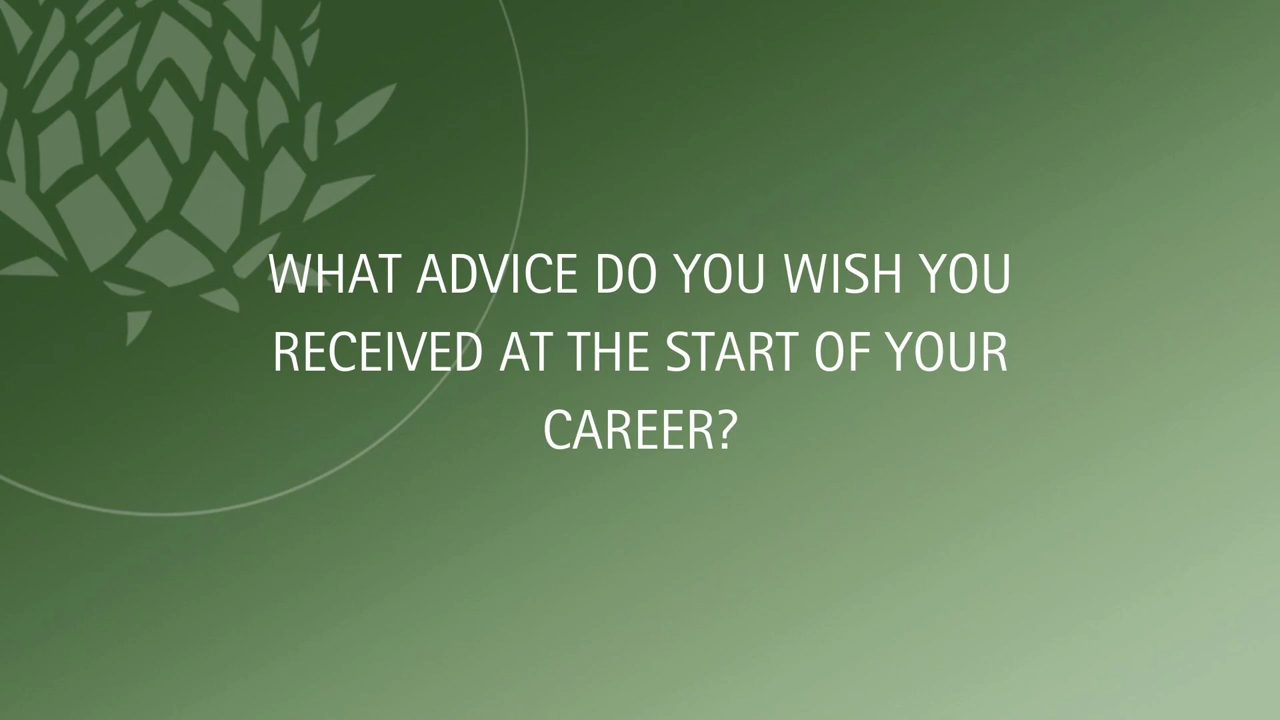 WHAT ADVICE DO YOU WISH YOU
RECEIVED AT THE START OF YOUR
CAREER?